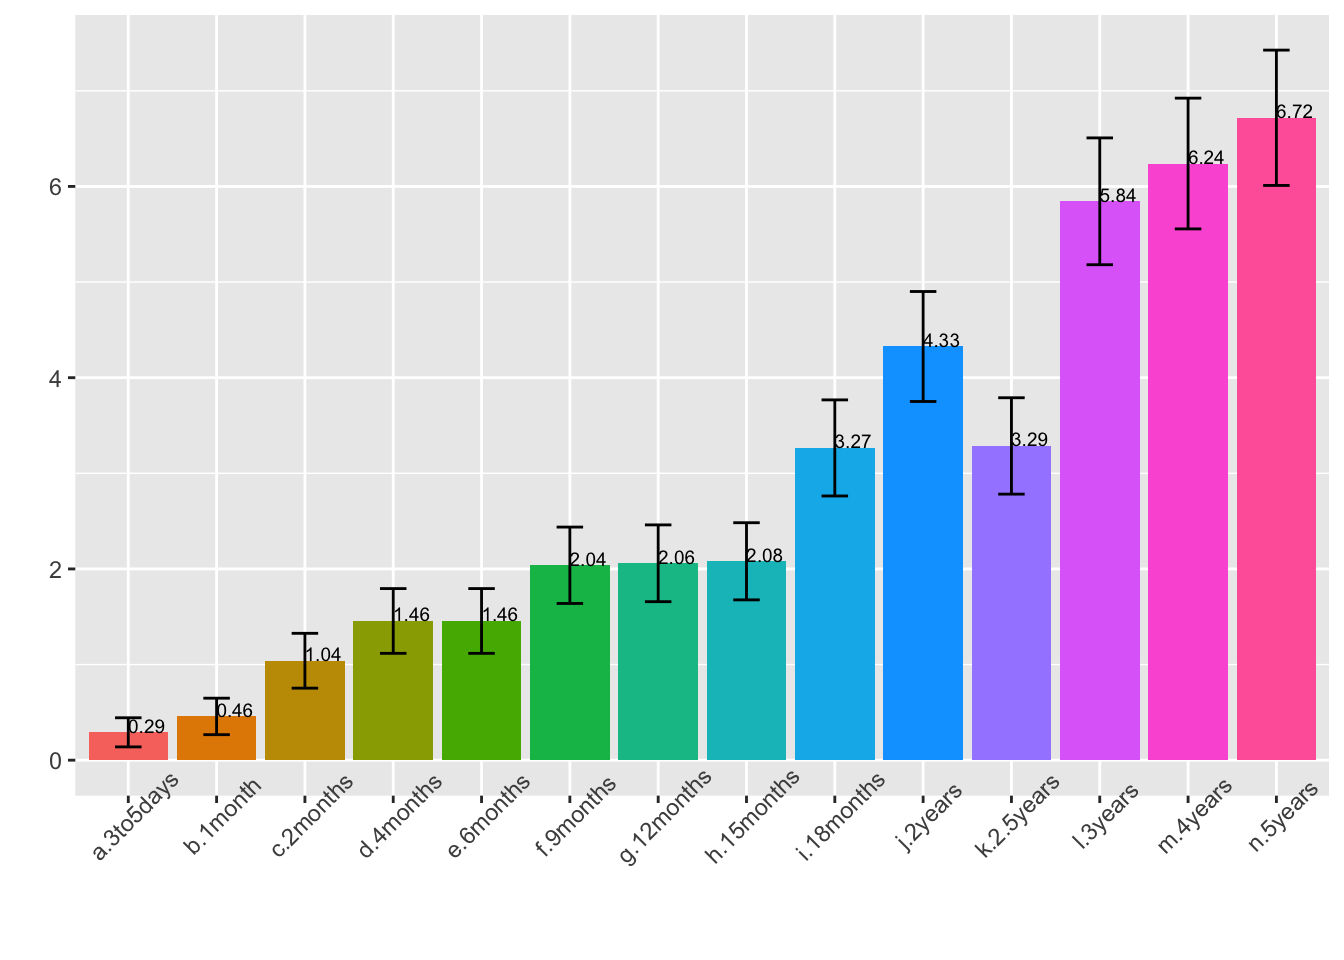 6
4
2
0
0.29
0.46
1.04
1.46
1.46
2.04
2.06
2.08
3.27
4.33
3.29
5.84
6.24
6.72
a.3to5days
b.1month
c.2months
d.4months
e.6months
f.9months
g.12months
h.15months
i.18months
j.2years
k.2.5years
l.3years
m.4years
n.5years